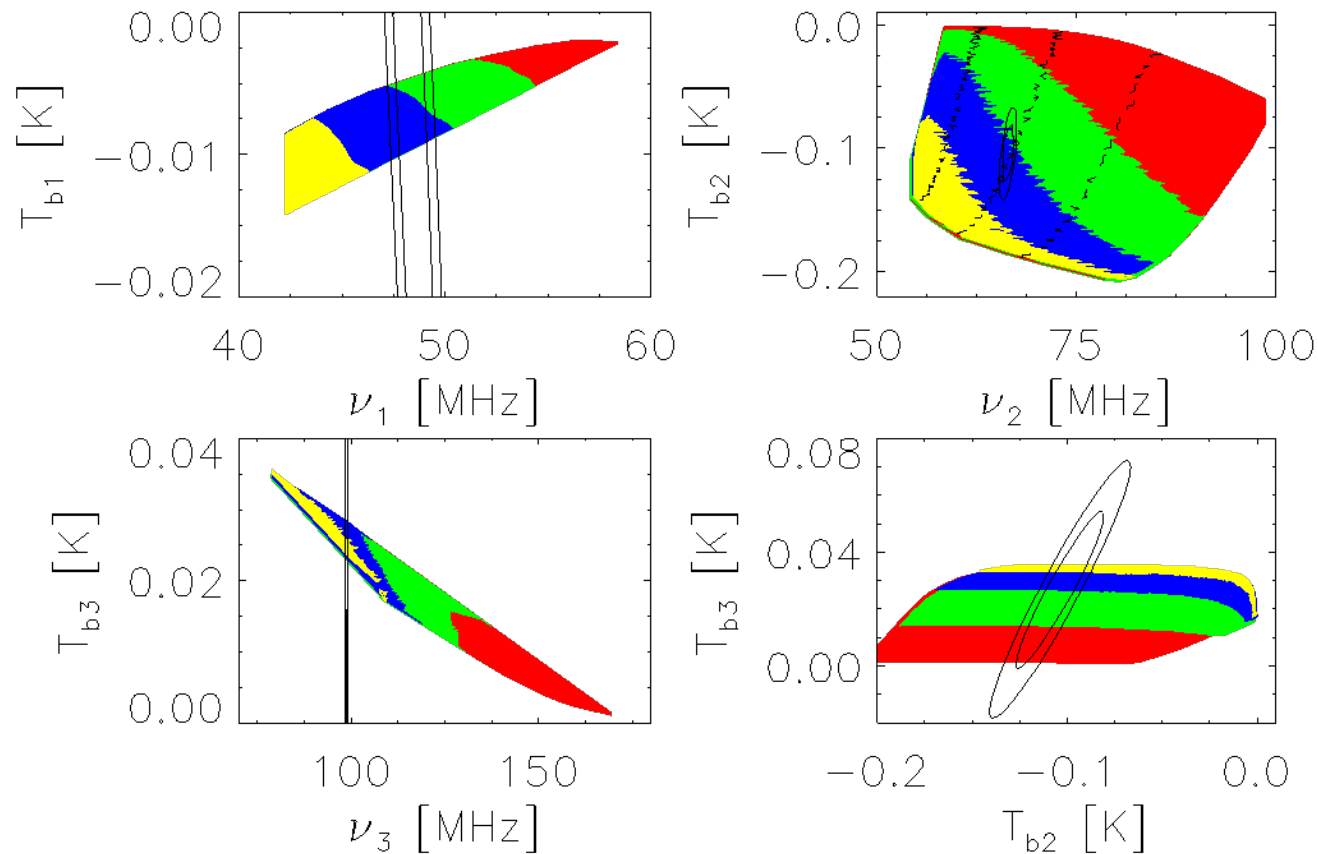 0.00
−0.01
−0.02
T_b1 [K]
40 50 60
ν_1 [MHz]
0.0
−0.1
−0.2
T_b2 [K]
50 75 100
ν_2 [MHz]
0.04
0.02
0.00
T_b3 [K]
100 150
ν_3 [MHz]
0.08
0.04
0.00
T_b3 [K]
−0.2 −0.1 0.0
T_b2 [K]